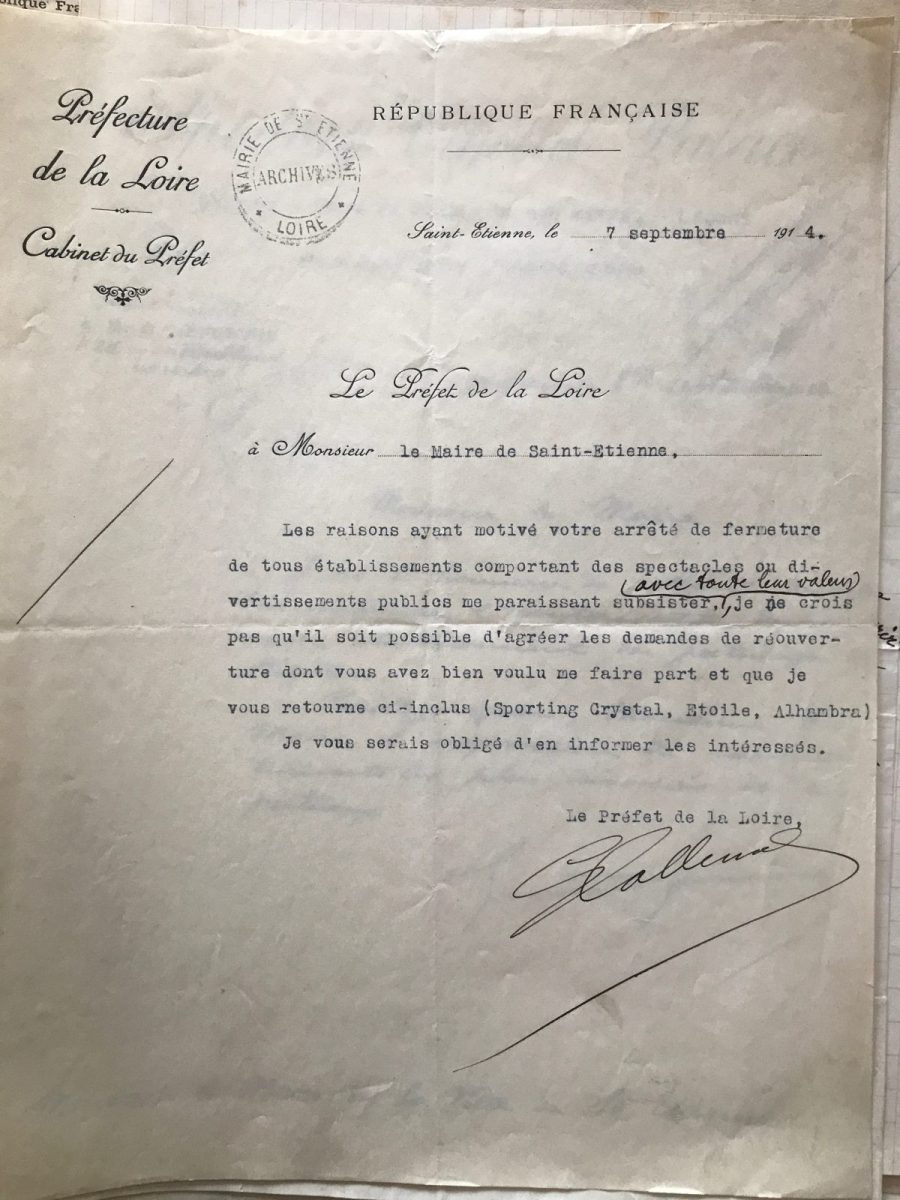 nique Fra
Préfecture
de la Loire
Cabinet du Préfet
MAIRIE DE St ETIENNE
ARCHIVES
LOIRE
RÉPUBLIQUE FRANÇAISE
Saint-Etienne, le 7 septembre 1914.
Le Préfet de la Loire
à Monsieur le Maire de Saint-Etienne,
Les raisons ayant motivé votre arrêté de fermeture
de tous établissements comportant des spectacles ou di-
(avec toute leur valeur)
vertissements publics me paraissant subsister, je ne crois
pas qu'il soit possible d'agréer les demandes de réouver-
ture dont vous avez bien voulu me faire part et que je
vous retourne ci-inclus (Sporting Crystal, Etoile, Alhambra)
Je vous serais obligé d'en informer les intéressés.
Le Préfet de la Loire,